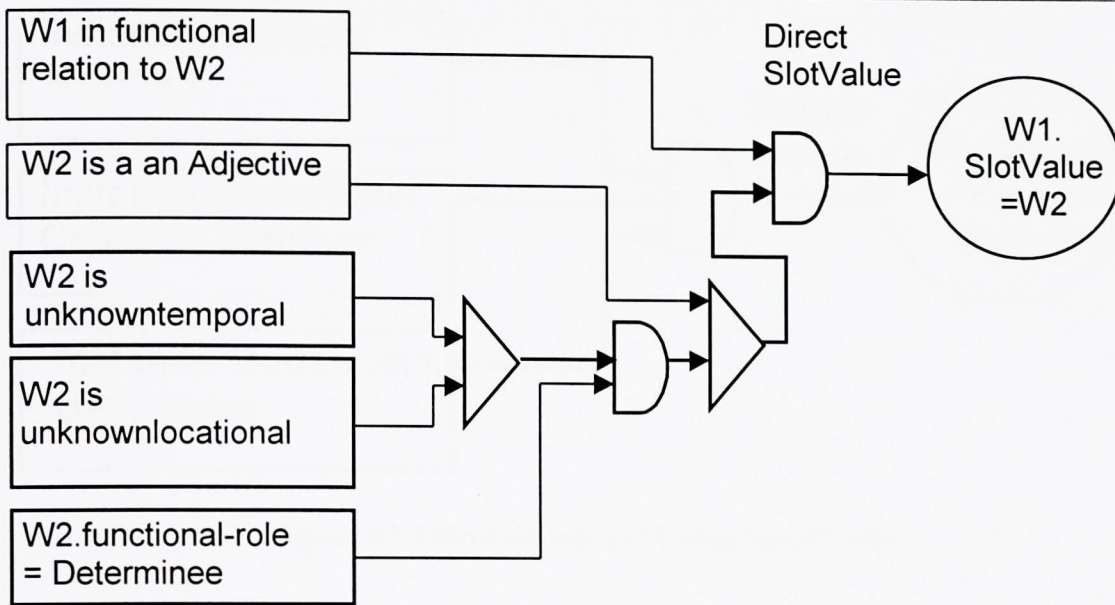 W1 in functional
relation to W2
Direct
SlotValue
W2 is a an Adjective
W1.
SlotValue
=W2
W2 is
unknowntemporal
W2 is
unknownlocational
W2.functional-role
= Determinee